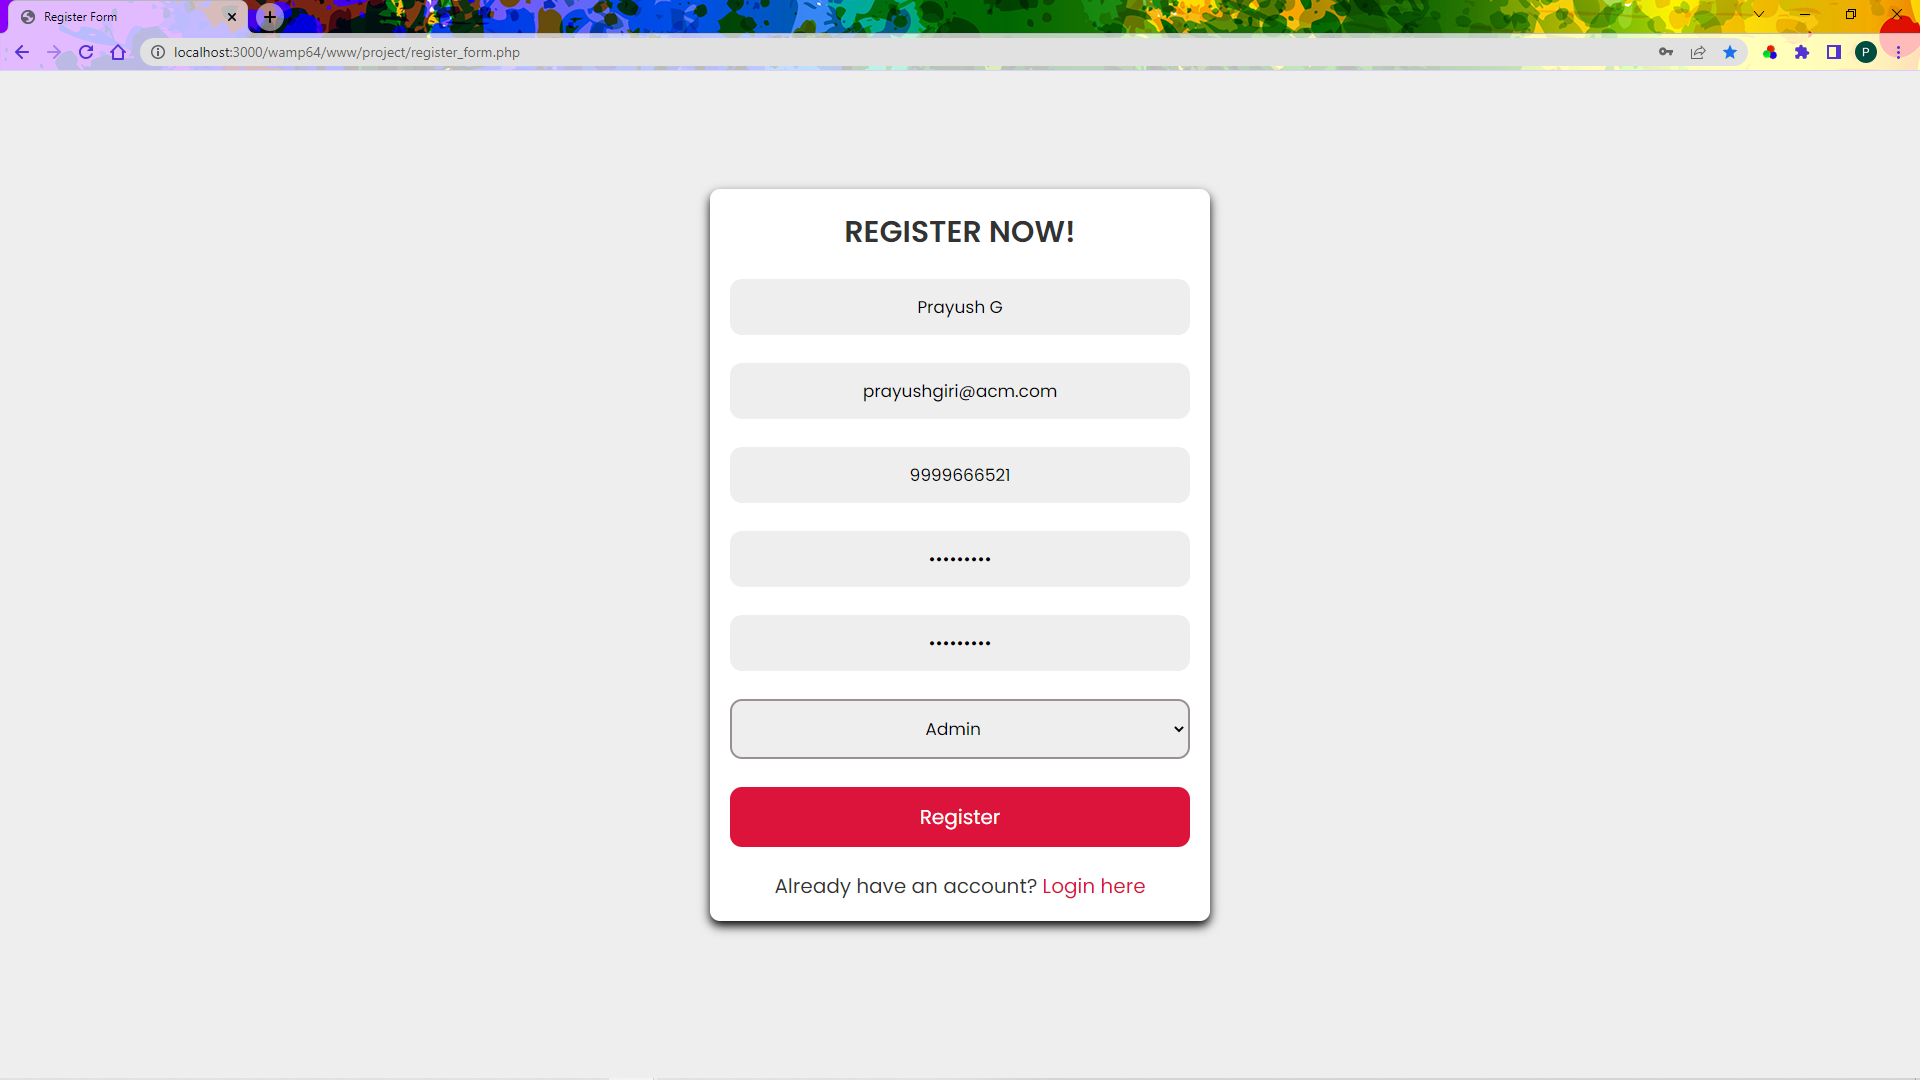 Register Form
localhost:3000/wamp64/www/project/register_form.php
P
REGISTER NOW!
Prayush G
prayushgiri@acm.com
9999666521
•••••••••
•••••••••
Admin
Register
Already have an account? Login here